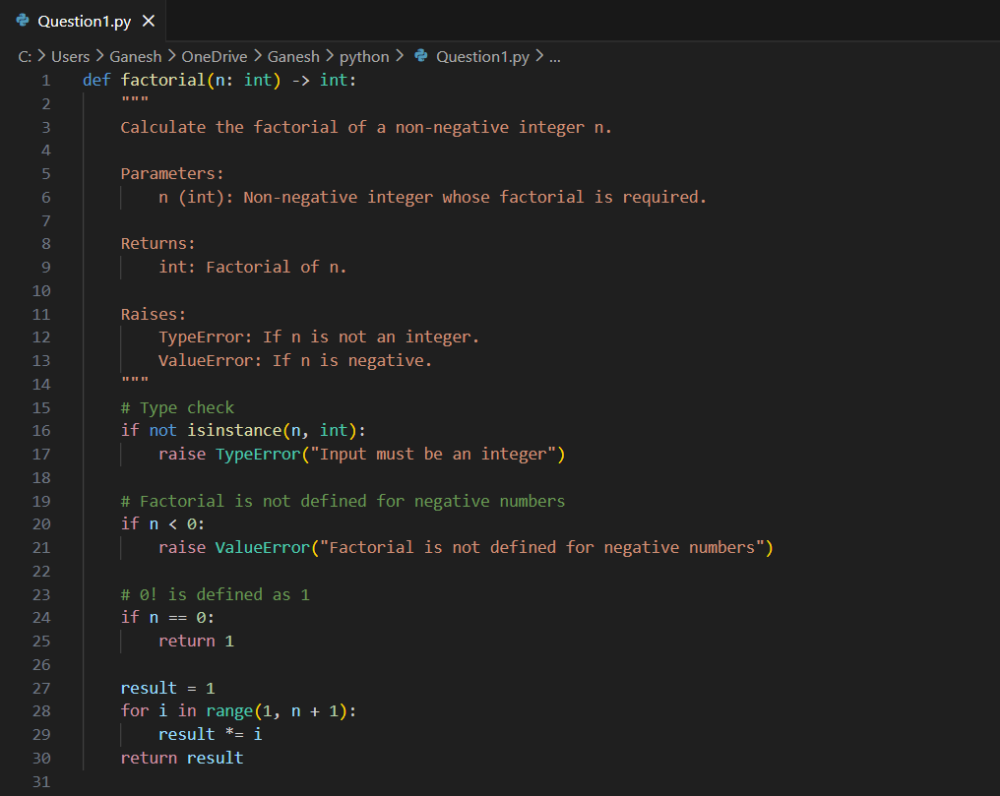 Question1.py
C: > Users > Ganesh > OneDrive > Ganesh > python > Question1.py > ...
1 def factorial(n: int) -> int:
2     """
3     Calculate the factorial of a non-negative integer n.
4
5     Parameters:
6         n (int): Non-negative integer whose factorial is required.
7
8     Returns:
9         int: Factorial of n.
10
11     Raises:
12         TypeError: If n is not an integer.
13         ValueError: If n is negative.
14     """
15     # Type check
16     if not isinstance(n, int):
17         raise TypeError("Input must be an integer")
18
19     # Factorial is not defined for negative numbers
20     if n < 0:
21         raise ValueError("Factorial is not defined for negative numbers")
22
23     # 0! is defined as 1
24     if n == 0:
25         return 1
26
27     result = 1
28     for i in range(1, n + 1):
29         result *= i
30     return result
31